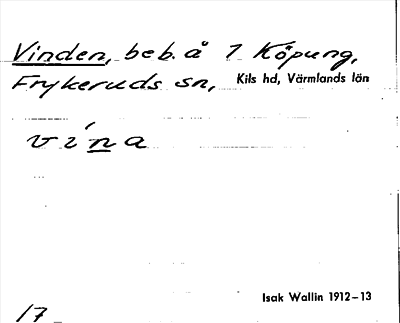 Vinden, beb. å 1 Köpung,
Frykeruds sn, Kils hd, Värmlands län
vína
Isak Wallin 1912–13
17